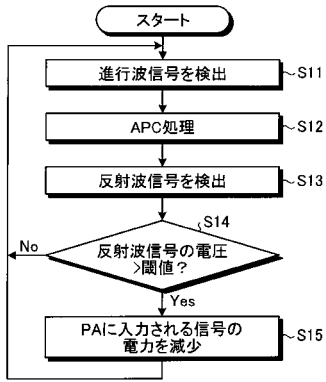 スタート
進行波信号を検出
S11
APC処理
S12
反射波信号を検出
S13
S14
反射波信号の電圧
>閾値?
No
Yes
PAに入力される信号の
電力を減少
S15